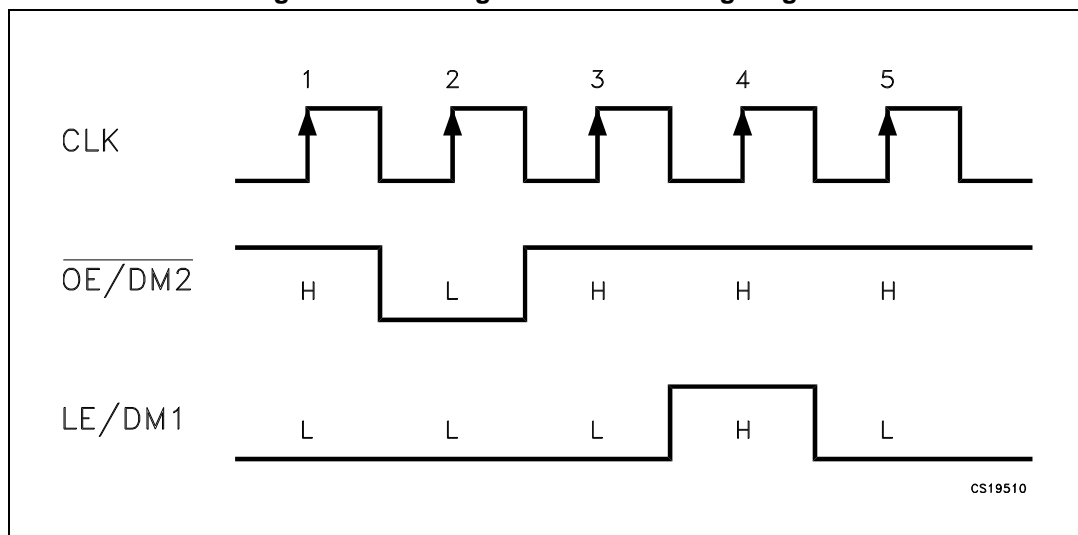 1 2 3 4 5
CLK
OE/DM2
H L H H H
LE/DM1
L L L H L
CS19510